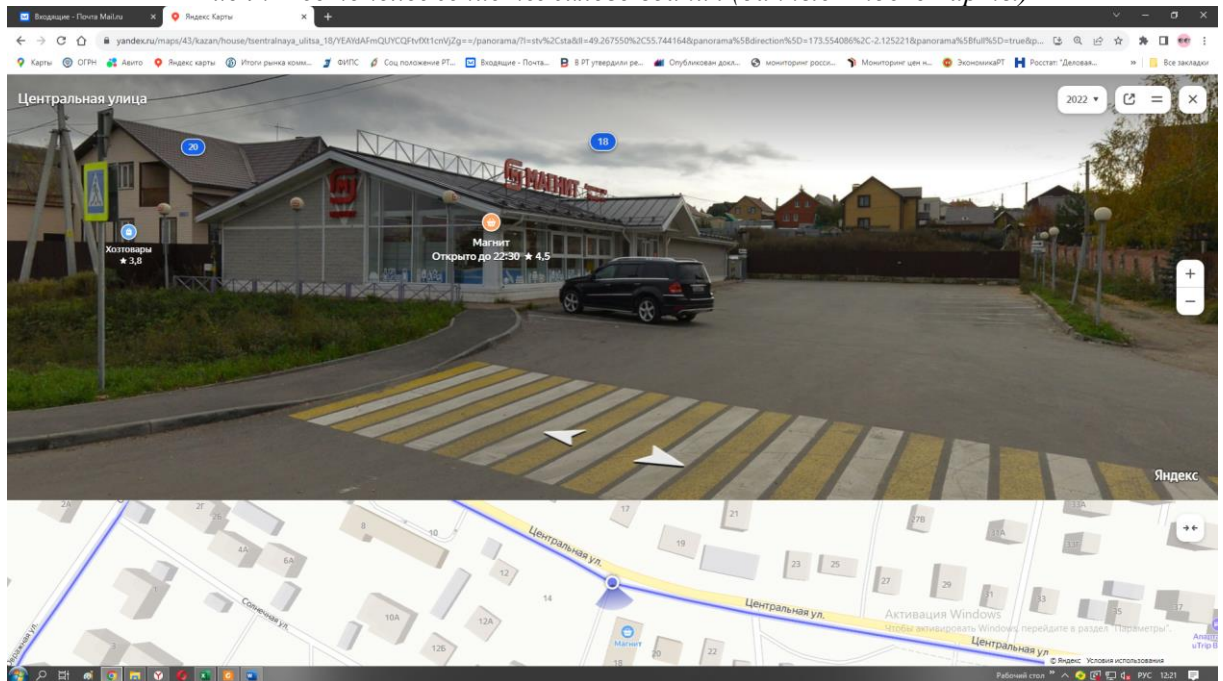 Входящие - Почта Mail.ru
Яндекс Карты
yandex.ru/maps/43/kazan/house/tsentralnaya_ulitsa_18/YEAYdAFmQUYCQFtvfXt1cnVjZg==/panorama/?l=stv%2Csta&ll=49.267550%2C55.744164&panorama%5Bdirection%5D=173.554086%2C-2.125221&panorama%5Bfull%5D=true&p...
Карты ОГРН Авито Яндекс карты Итоги рынка комм... ФИПС Соц положение РТ... Входящие - Почта... В РТ утвердили ре... Опубликован докл... мониторинг росси... Мониторинг цен н... ЭкономикаРТ Росстат: "Деловая... » Все закладки
Центральная улица
2022
20
18
М МАГНИТ
Хозтовары
★ 3,8
Магнит
Открыто до 22:30 ★ 4,5
Яндекс
2А
2Г
2Б
4А
6А
8
10
12
14
17
19
21
23
25
27В
27
29
31А
33А
31
33
35
37
1
3
10А
12А
12Б
Солнечная ул.
Овражная ул.
Центральная ул.
Центральная ул.
Центральная ул.
Магнит
18
20
22
Активация Windows
Чтобы активировать Windows, перейдите в раздел "Параметры".
Апарт
uTrip B
© Яндекс Условия использования
Рабочий стол » РУС 12:21